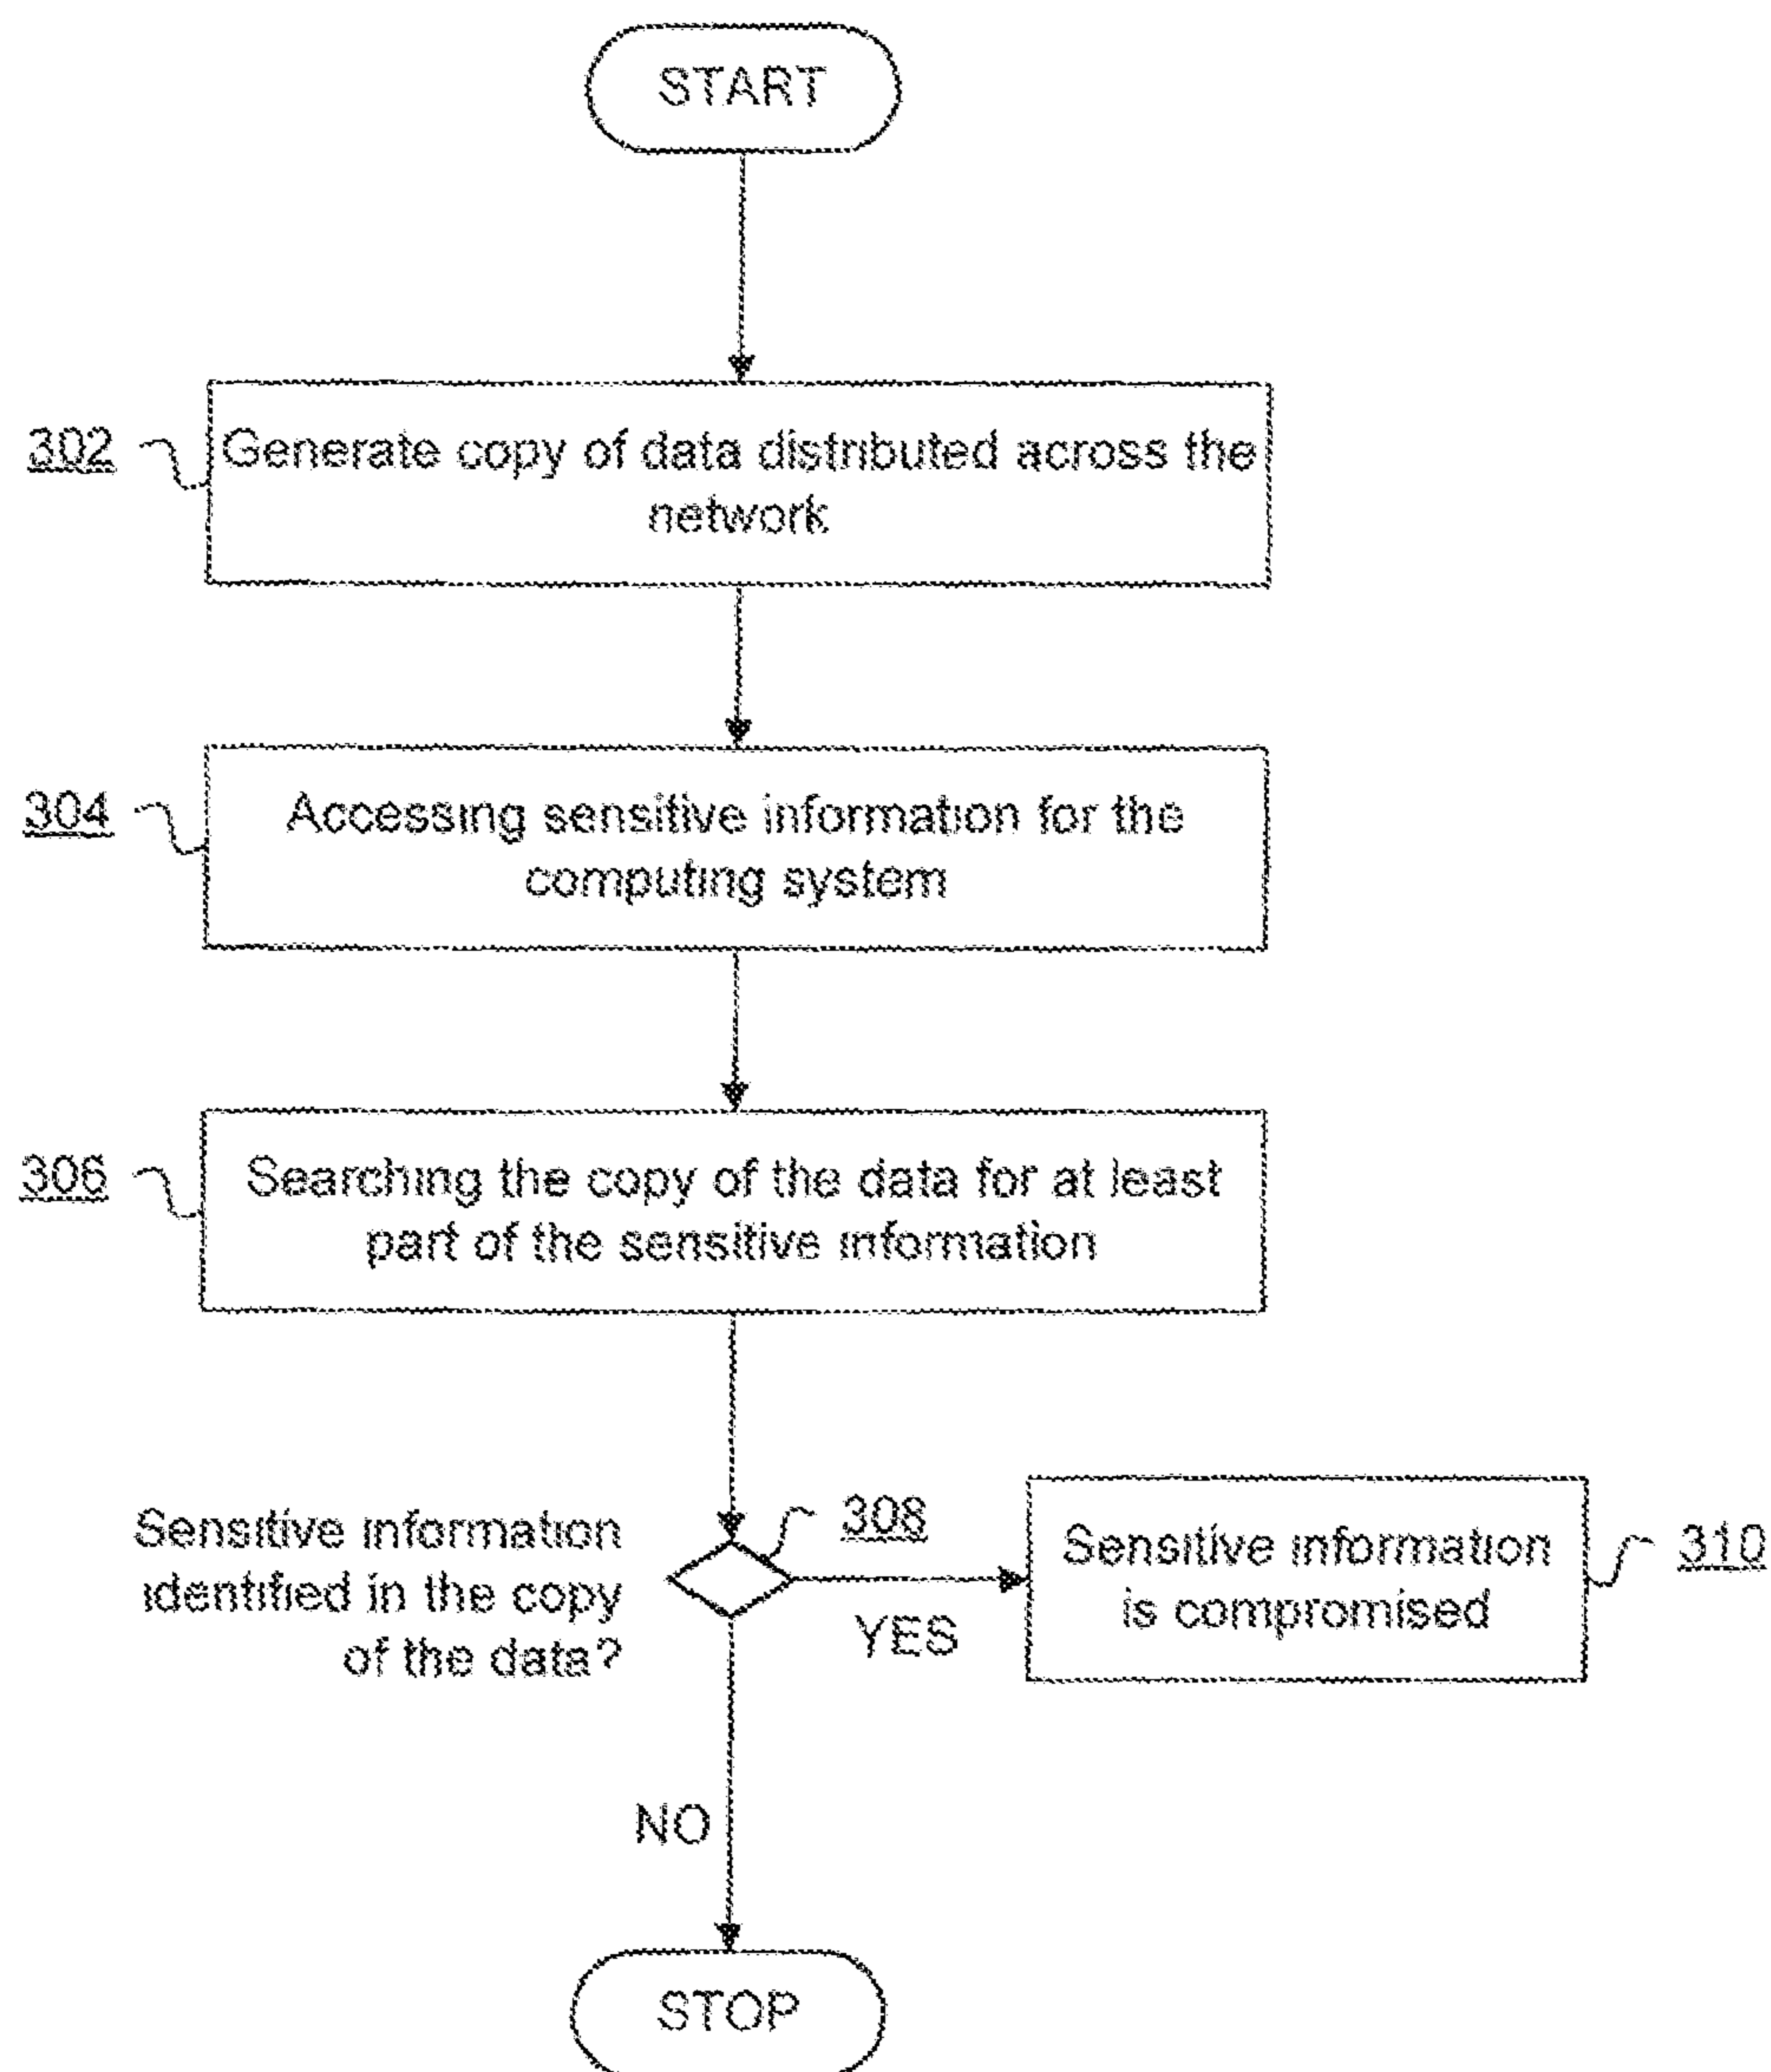 START
302
Generate copy of data distributed across the
network
304
Accessing sensitive information for the
computing system
306
Searching the copy of the data for at least
part of the sensitive information
Sensitive information
identified in the copy
of the data?
308
YES
Sensitive information
is compromised
310
NO
STOP